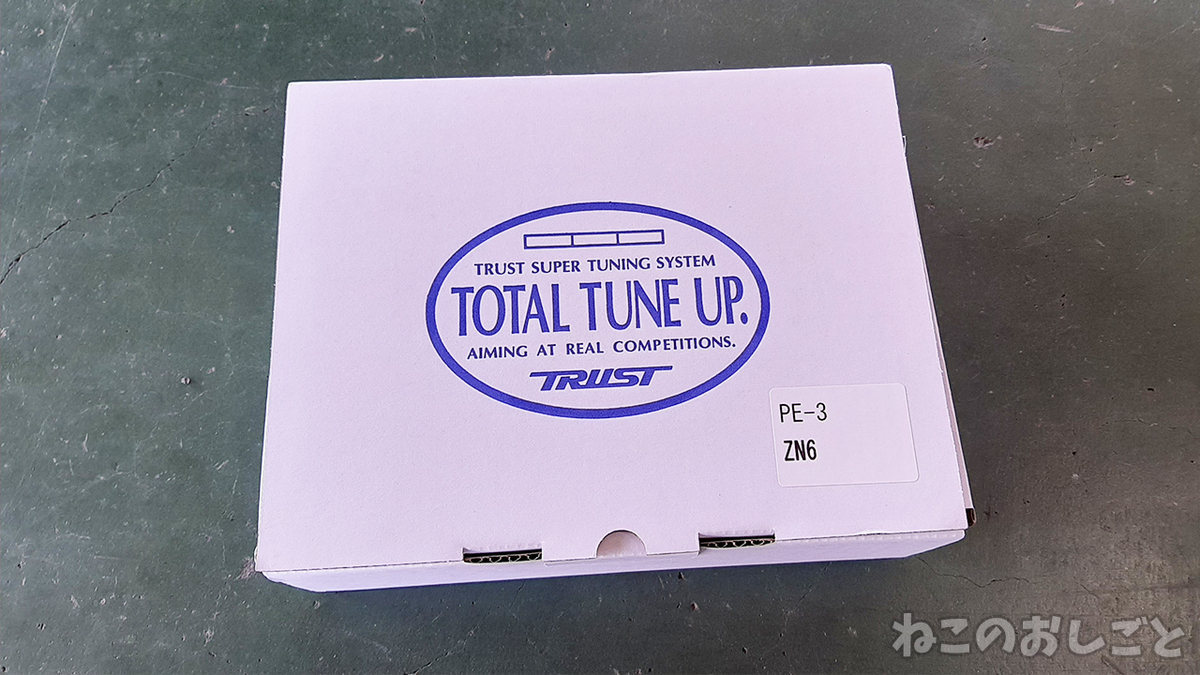 TRUST SUPER TUNING SYSTEM
TOTAL TUNE UP.
AIMING AT REAL COMPETITIONS.
TRUST
PE-3
ZN6
ねこのおしごと